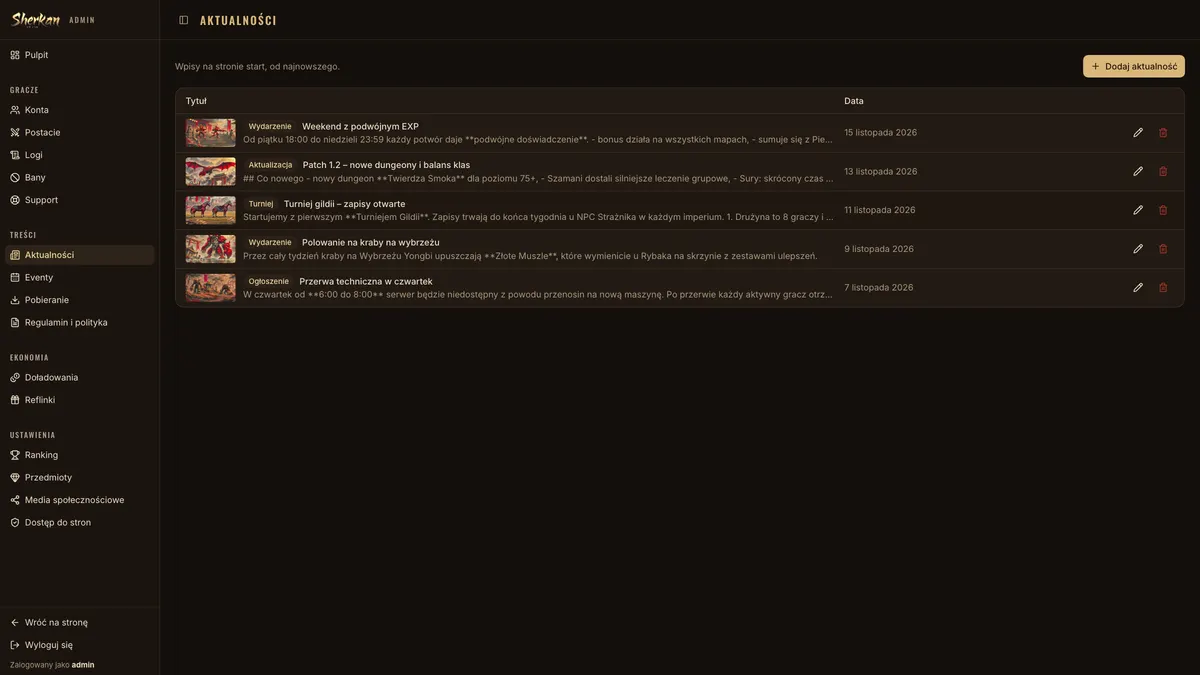 Sherkan ADMIN
AKTUALNOŚCI
Pulpit
GRACZE
Konta
Postacie
Logi
Bany
Support
TREŚCI
Aktualności
Eventy
Pobieranie
Regulamin i polityka
EKONOMIA
Doładowania
Reflinki
USTAWIENIA
Ranking
Przedmioty
Media społecznościowe
Dostęp do stron
Wróć na stronę
Wyloguj się
Zalogowany jako admin
Wpisy na stronie start, od najnowszego.
Dodaj aktualność
Tytuł Data
Wydarzenie Weekend z podwójnym EXP
Od piątku 18:00 do niedzieli 23:59 każdy potwór daje **podwójne doświadczenie**. - bonus działa na wszystkich mapach, - sumuje się z Pie...
15 listopada 2026
Aktualizacja Patch 1.2 – nowe dungeony i balans klas
## Co nowego - nowy dungeon **Twierdza Smoka** dla poziomu 75+, - Szamani dostali silniejsze leczenie grupowe, - Sury: skrócony czas ...
13 listopada 2026
Turniej Turniej gildii – zapisy otwarte
Startujemy z pierwszym **Turniejem Gildii**. Zapisy trwają do końca tygodnia u NPC Strażnika w każdym imperium. 1. Drużyna to 8 graczy i ...
11 listopada 2026
Wydarzenie Polowanie na kraby na wybrzeżu
Przez cały tydzień kraby na Wybrzeżu Yongbi upuszczają **Złote Muszle**, które wymienicie u Rybaka na skrzynie z zestawami ulepszeń.
9 listopada 2026
Ogłoszenie Przerwa techniczna w czwartek
W czwartek od **6:00 do 8:00** serwer będzie niedostępny z powodu przenosin na nową maszynę. Po przerwie każdy aktywny gracz otrz...
7 listopada 2026